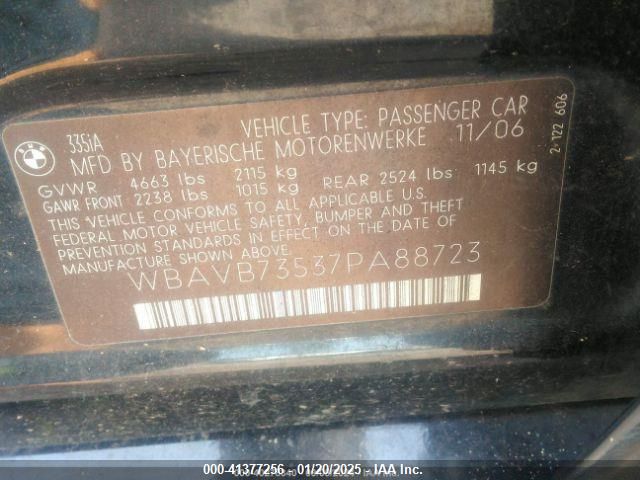 BMW 335iA VEHICLE TYPE: PASSENGER CAR
MFD BY BAYERISCHE MOTORENWERKE 11/06
GVWR 4663 lbs 2115 kg
GAWR FRONT 2238 lbs 1015 kg REAR 2524 lbs 1145 kg
THIS VEHICLE CONFORMS TO ALL APPLICABLE U.S.
FEDERAL MOTOR VEHICLE SAFETY, BUMPER AND THEFT
PREVENTION STANDARDS IN EFFECT ON THE DATE OF
MANUFACTURE SHOWN ABOVE.
WBAVB73537PA88723
2 122 606
000-41377256 - 01/20/2025 - IAA Inc.